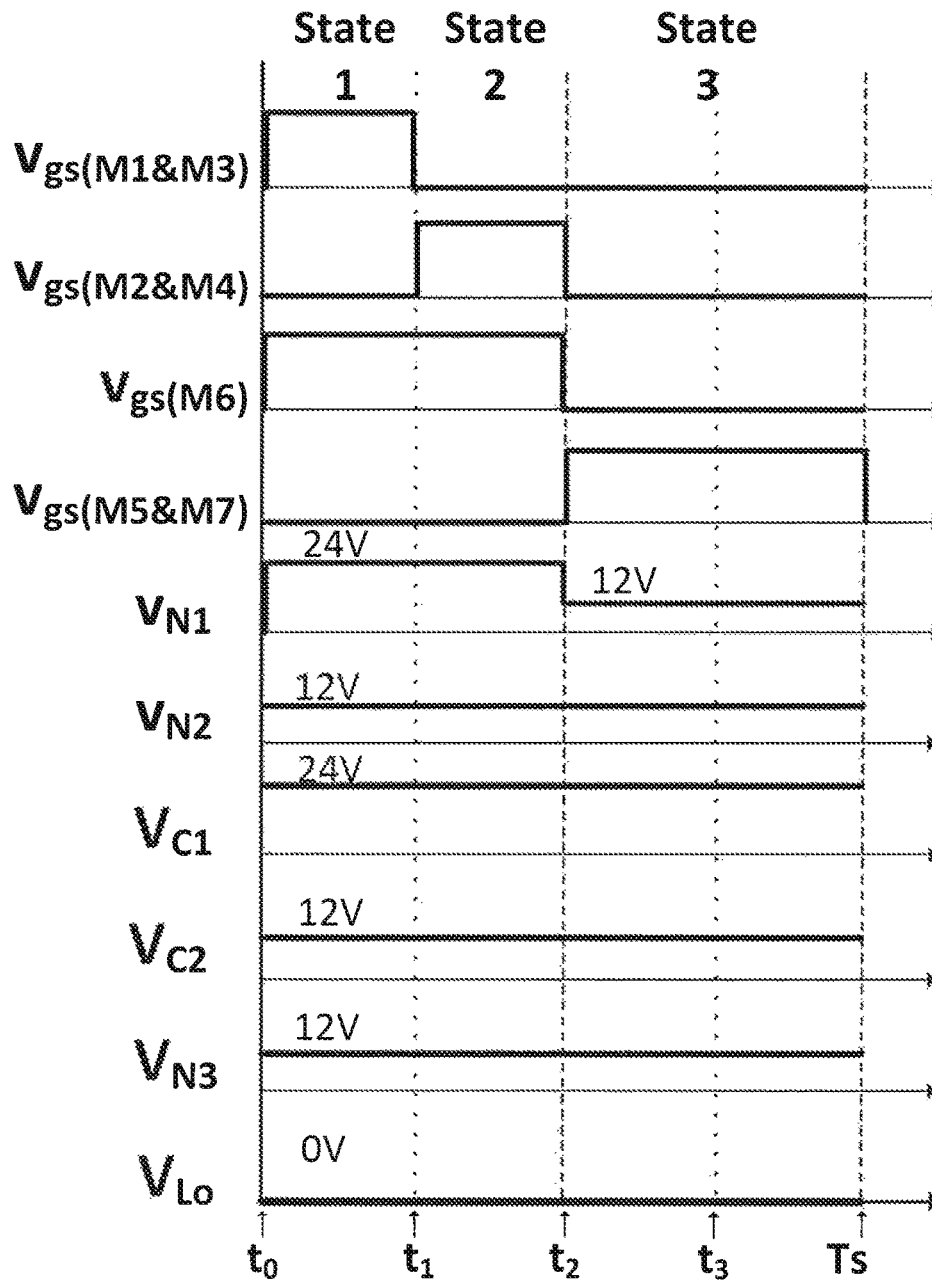 State State State
1 2 3
vgs(M1&M3)
vgs(M2&M4)
vgs(M6)
vgs(M5&M7)
24V
12V
vN1
12V
vN2
24V
VC1
12V
VC2
12V
VN3
0V
VLo
t0 t1 t2 t3 Ts